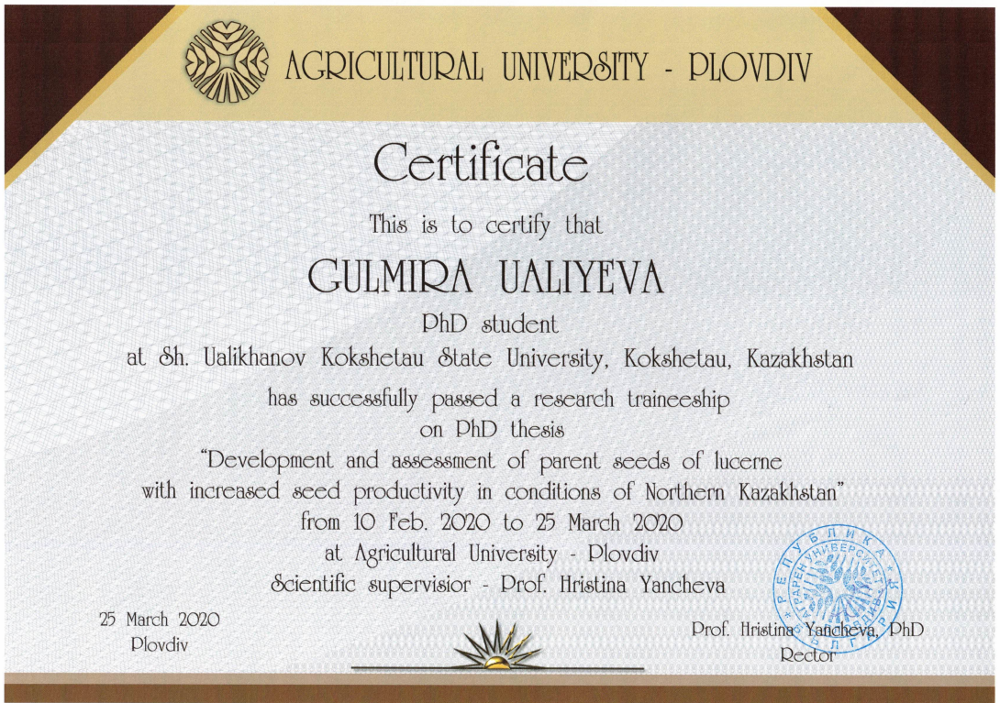 AGRICULTURAL UNIVERSITY - PLOVDIV
Certificate
This is to certify that
GULMIRA UALIYEVA
PhD student
at Sh. Ualikhanov Kokshetau State University, Kokshetau, Kazakhstan
has successfully passed a research traineeship
on PhD thesis
“Development and assessment of parent seeds of lucerne
with increased seed productivity in conditions of Northern Kazakhstan”
from 10 Feb. 2020 to 25 March 2020
at Agricultural University - Plovdiv
Scientific supervisior - Prof. Hristina Yancheva
25 March 2020
Plovdiv
Prof. Hristina Yancheva, PhD
Rector
РЕПУБЛИКА * БЪЛГАРИЯ *
АГРАРЕН УНИВЕРСИТЕТ - ПЛОВДИВ